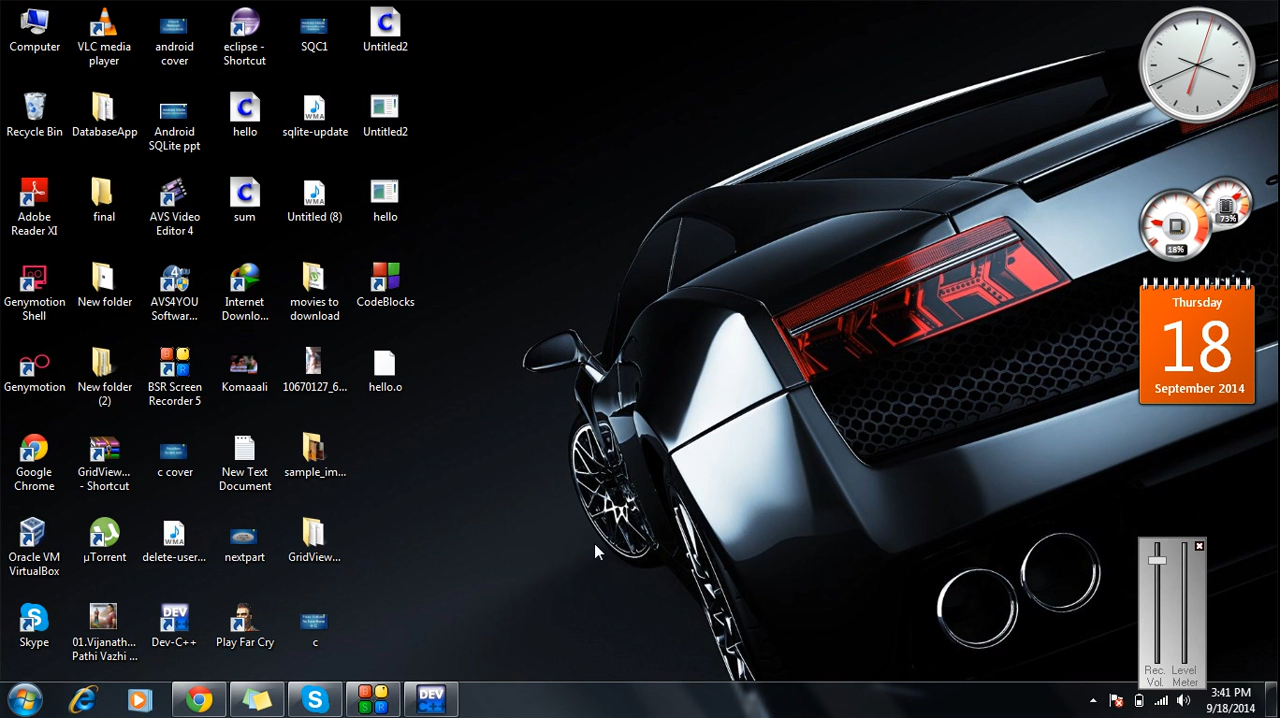 Computer
VLC media
player
android
cover
eclipse -
Shortcut
SQC1
Untitled2
Recycle Bin
DatabaseApp
Android
SQLite ppt
hello
sqlite-update
Untitled2
Adobe
Reader XI
final
AVS Video
Editor 4
sum
Untitled (8)
hello
Genymotion
Shell
New folder
AVS4YOU
Softwar...
Internet
Downlo...
movies to
download
CodeBlocks
Genymotion
New folder
(2)
BSR Screen
Recorder 5
Komaaali
10670127_6...
hello.o
Google
Chrome
GridView...
- Shortcut
c cover
New Text
Document
sample_im...
Oracle VM
VirtualBox
µTorrent
delete-user...
nextpart
GridView...
Skype
01.Vijanath...
Pathi Vazhi ...
Dev-C++
Play Far Cry
c
73%
18%
Thursday
18
September 2014
Rec.
Vol.
Level
Meter
3:41 PM
9/18/2014